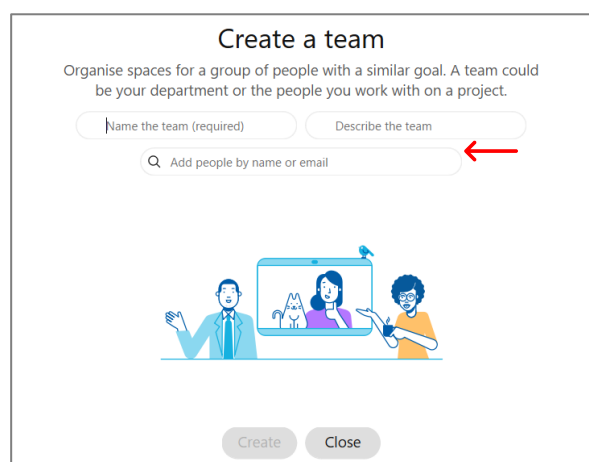 Create a team
Organise spaces for a group of people with a similar goal. A team could
be your department or the people you work with on a project.
Name the team (required) Describe the team
Add people by name or email
Create Close